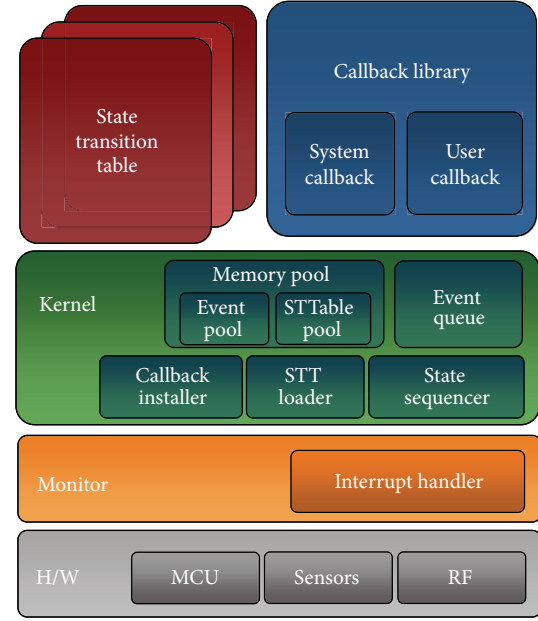 State
transition
table
Callback library
System
callback
User
callback
Kernel
Memory pool
Event
pool
STTable
pool
Event
queue
Callback
installer
STT
loader
State
sequencer
Monitor
Interrupt handler
H/W
MCU
Sensors
RF